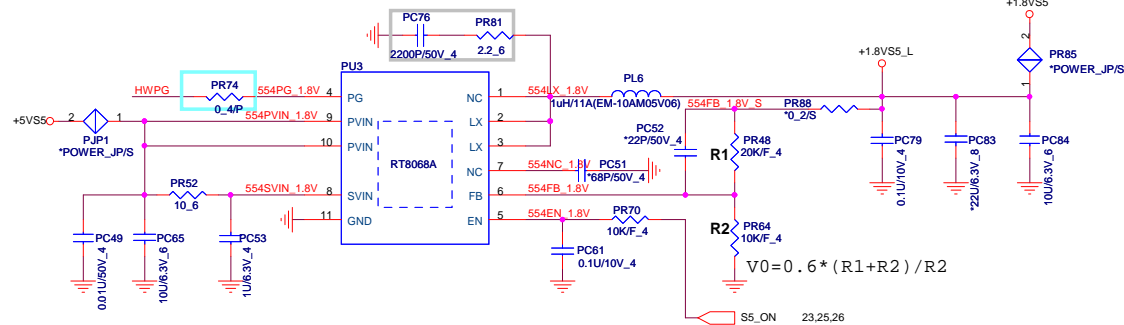 +1.8VS5
PC76
2200P/50V_4
PR81
2.2_6
+1.8VS5_L
2
PR85
*POWER_JP/S
1
HWPG
PR74
0_4/P
554PG_1.8V
4
PU3
PG
NC
1
554LX_1.8V
PL6
1uH/11A(EM-10AM05V06)
554FB_1.8V_S
PR88
*0_2/S
+5VS5
2
1
PJP1
*POWER_JP/S
554PVIN_1.8V
9
PVIN
LX
2
10
PVIN
LX
3
RT8068A
PC52
*22P/50V_4
R1
PR48
20K/F_4
PC79
0.1U/10V_4
PC83
*22U/6.3V_8
PC84
10U/6.3V_6
NC
7
554NC_1.8V
PC51
*68P/50V_4
PR52
10_6
554SVIN_1.8V
8
SVIN
FB
6
554FB_1.8V
11
GND
EN
5
554EN_1.8V
PR70
10K/F_4
R2
PR64
10K/F_4
PC49
0.01U/50V_4
PC65
10U/6.3V_6
PC53
1U/6.3V_4
PC61
0.1U/10V_4
V0=0.6*(R1+R2)/R2
S5_ON
23,25,26